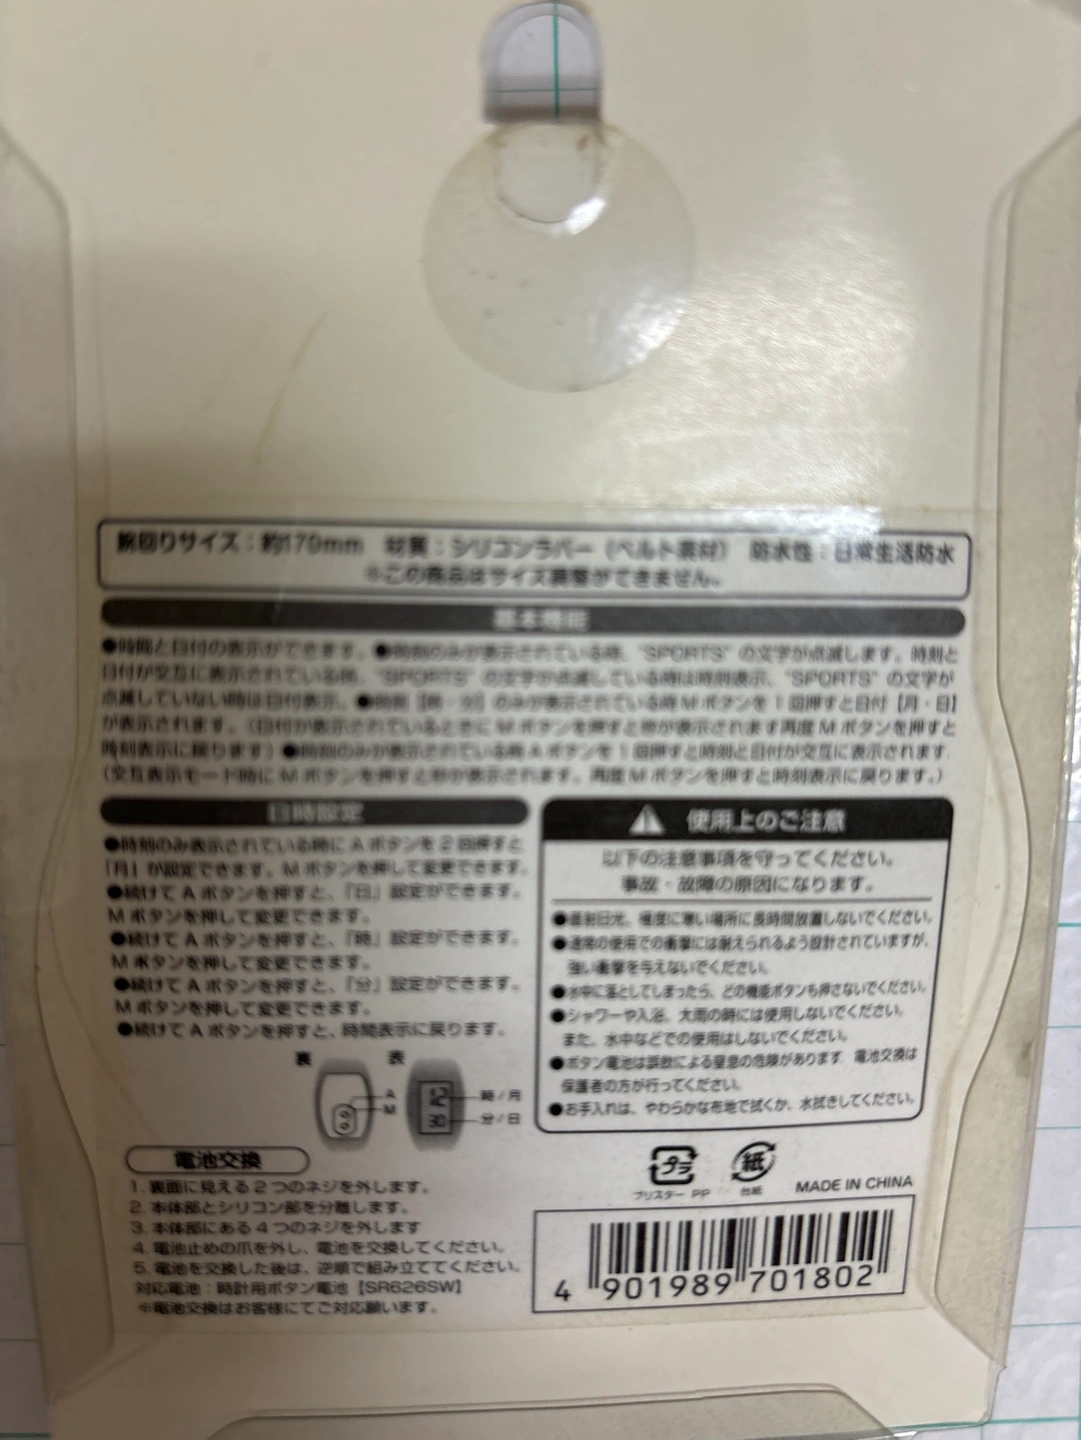 腕回りサイズ：約170mm　材質：シリコンラバー（ベルト素材）　防水性：日常生活防水
※この商品はサイズ調整ができません。
基本機能
●時間と日付の表示ができます。●時刻のみが表示されている時、"SPORTS" の文字が点滅します。時刻と
日付が交互に表示されている時、"SPORTS" の文字が点滅している時は時刻表示、"SPORTS" の文字が
点滅していない時は日付表示。●時刻［時・分］のみが表示されている時 M ボタンを 1 回押すと日付【月・日】
が表示されます。（日付が表示されているときに M ボタンを押すと秒が表示されます再度 M ボタンを押すと
時刻表示に戻ります）●時刻のみが表示されている時 A ボタンを 1 回押すと時刻と日付が交互に表示されます.
（交互表示モード時に M ボタンを押すと秒が表示されます。再度 M ボタンを押すと時刻表示に戻ります。）
日時設定
●時刻のみ表示されている時に A ボタンを 2 回押すと
「月」が設定できます。M ボタンを押して変更できます.
●続けて A ボタンを押すと、「日」設定ができます。
M ボタンを押して変更できます。
●続けて A ボタンを押すと、「時」設定ができます。
M ボタンを押して変更できます。
●続けて A ボタンを押すと、「分」設定ができます。
M ボタンを押して変更できます。
●続けて A ボタンを押すと、時間表示に戻ります。
裏　表
A
M
12
30
時 / 月
分 / 日
電池交換
1. 裏面に見える 2 つのネジを外します。
2. 本体部とシリコン部を分離します。
3. 本体部にある 4 つのネジを外します
4. 電池止めの爪を外し、電池を交換してください。
5. 電池を交換した後は、逆順で組み立ててください。
対応電池：時計用ボタン電池【SR626SW】
※電池交換はお客様にてご対応願います。
使用上のご注意
以下の注意事項を守ってください。
事故・故障の原因になります。
●直射日光、極度に寒い場所に長時間放置しないでください。
●通常の使用での衝撃には耐えられるよう設計されていますが、
強い衝撃を与えないでください。
●水中に落としてしまったら、どの機能ボタンも押さないでください。
●シャワーや入浴、大雨の時には使用しないでください。
また、水中などでの使用はしないでください。
●ボタン電池は誤飲による窒息の危険があります. 電池交換は
保護者の方が行ってください。
●お手入れは、やわらかな布地で拭くか、水拭きしてください。
プラ
ブリスター PP
紙
台紙
MADE IN CHINA
4 901989 701802